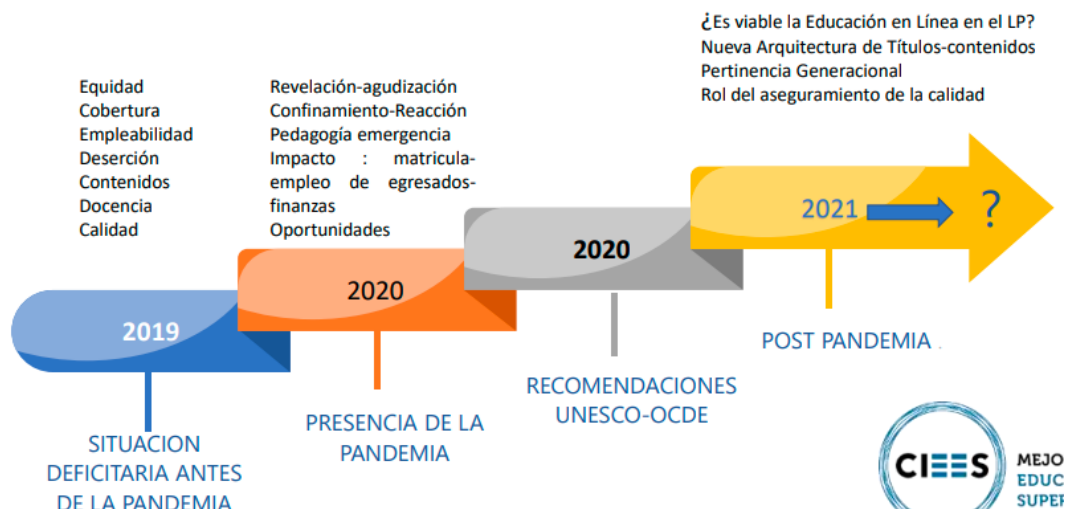 ¿Es viable la Educación en Línea en el LP?
Nueva Arquitectura de Títulos-contenidos
Pertinencia Generacional
Rol del aseguramiento de la calidad
Equidad
Cobertura
Empleabilidad
Deserción
Contenidos
Docencia
Calidad
Revelación-agudización
Confinamiento-Reacción
Pedagogía emergencia
Impacto : matricula-
empleo de egresados-
finanzas
Oportunidades
2019
2020
2020
2021
?
SITUACION
DEFICITARIA ANTES
DE LA PANDEMIA
PRESENCIA DE LA
PANDEMIA
RECOMENDACIONES
UNESCO-OCDE
POST PANDEMIA .
CIEES
MEJO
EDUC
SUPER